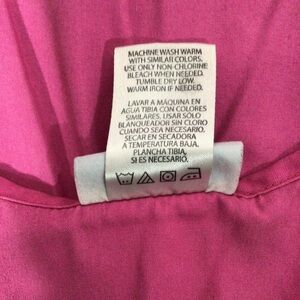 MACHINE WASH WARM
WITH SIMILAR COLORS,
USE ONLY NON-CHLORINE
BLEACH WHEN NEEDED.
TUMBLE DRY LOW.
WARM IRON IF NEEDED.
LAVAR A MÁQUINA EN
AGUA TIBIA CON COLORES
SIMILARES. USAR SÓLO
BLANQUEADOR SIN CLORO
CUANDO SEA NECESARIO,
SECAR EN SECADORA
A TEMPERATURA BAJA,
PLANCHA TIBIA,
SI ES NECESARIO.